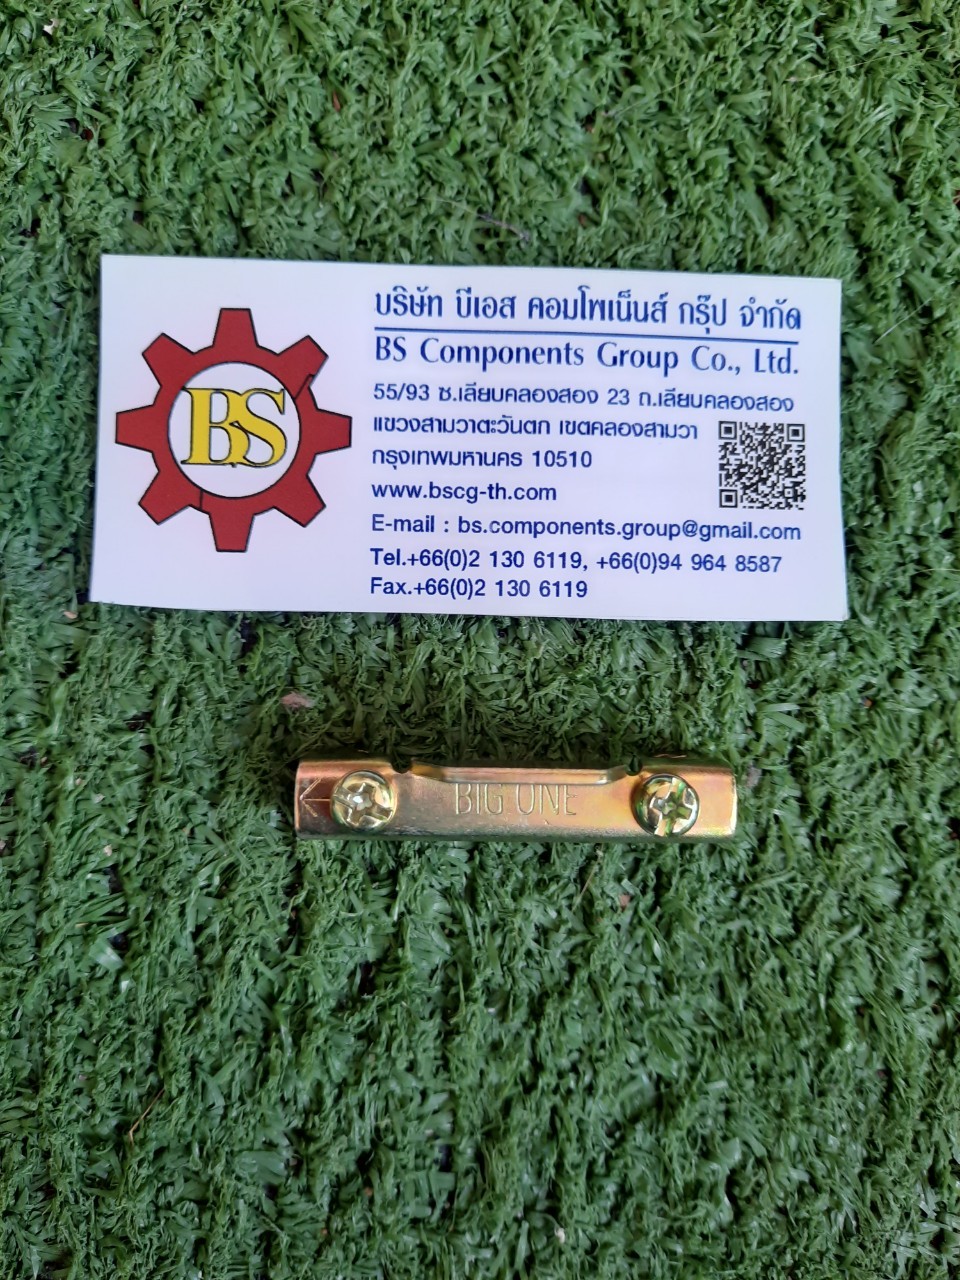 BS
บริษัท บีเอส คอมโพเน็นส์ กรุ๊ป จำกัด
BS Components Group Co., Ltd.
55/93 ซ.เลียบคลองสอง 23 ถ.เลียบคลองสอง
แขวงสามวาตะวันตก เขตคลองสามวา
กรุงเทพมหานคร 10510
www.bscg-th.com
E-mail : bs.components.group@gmail.com
Tel.+66(0)2 130 6119, +66(0)94 964 8587
Fax.+66(0)2 130 6119
BIG ONE